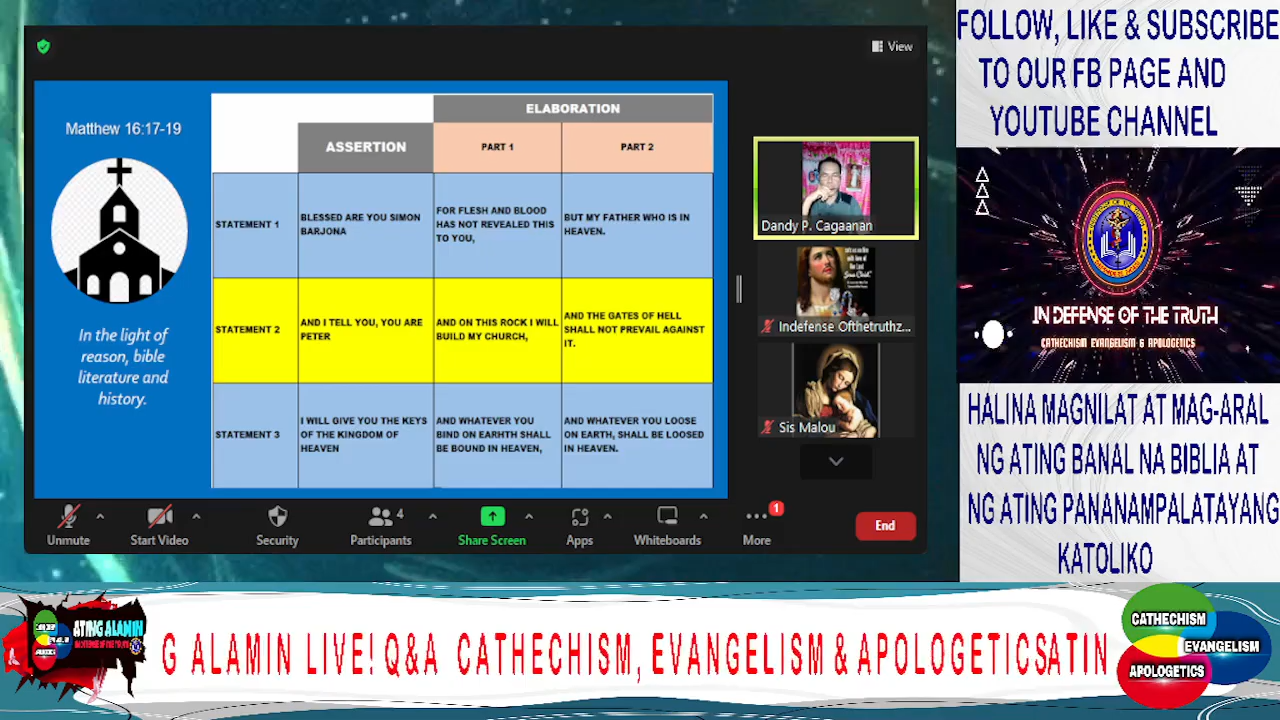 View
Matthew 16:17-19
In the light of
reason, bible
literature and
history.
ELABORATION
ASSERTION
PART 1
PART 2
STATEMENT 1
BLESSED ARE YOU SIMON
BARJONA
FOR FLESH AND BLOOD
HAS NOT REVEALED THIS
TO YOU,
BUT MY FATHER WHO IS IN
HEAVEN.
STATEMENT 2
AND I TELL YOU, YOU ARE
PETER
AND ON THIS ROCK I WILL
BUILD MY CHURCH,
AND THE GATES OF HELL
SHALL NOT PREVAIL AGAINST
IT.
STATEMENT 3
I WILL GIVE YOU THE KEYS
OF THE KINGDOM OF
HEAVEN
AND WHATEVER YOU
BIND ON EARHTH SHALL
BE BOUND IN HEAVEN,
AND WHATEVER YOU LOOSE
ON EARTH, SHALL BE LOOSED
IN HEAVEN.
Dandy P. Cagaanan
Indefense Ofthetruthz...
Sis Malou
Unmute
Start Video
Security
4
Participants
Share Screen
Apps
Whiteboards
1
More
End
FOLLOW, LIKE & SUBSCRIBE
TO OUR FB PAGE AND
YOUTUBE CHANNEL
IN DEFENSE OF THE TRUTH
CATHECHISM EVANGELISM & APOLOGETICS
HALINA MAGNILAT AT MAG-ARAL
NG ATING BANAL NA BIBLIA AT
NG ATING PANANAMPALATAYANG
KATOLIKO
ATING ALAMIN
G ALAMIN LIVE! Q&A CATHECHISM, EVANGELISM & APOLOGETICSATIN
CATHECHISM
EVANGELISM
APOLOGETICS